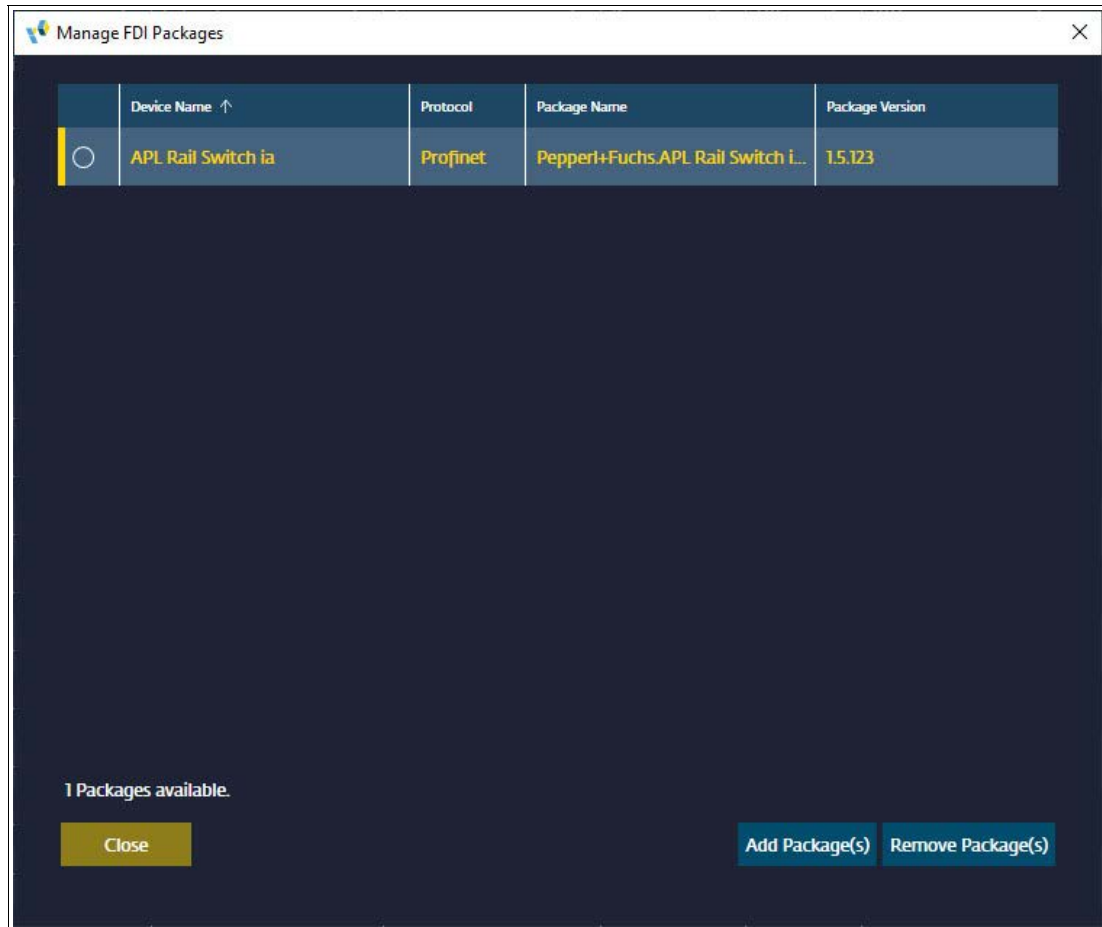 Manage FDI Packages
Device Name ↑ Protocol Package Name Package Version
APL Rail Switch ia Profinet Pepperl+Fuchs.APL Rail Switch i... 1.5.123
1 Packages available.
Close Add Package(s) Remove Package(s)